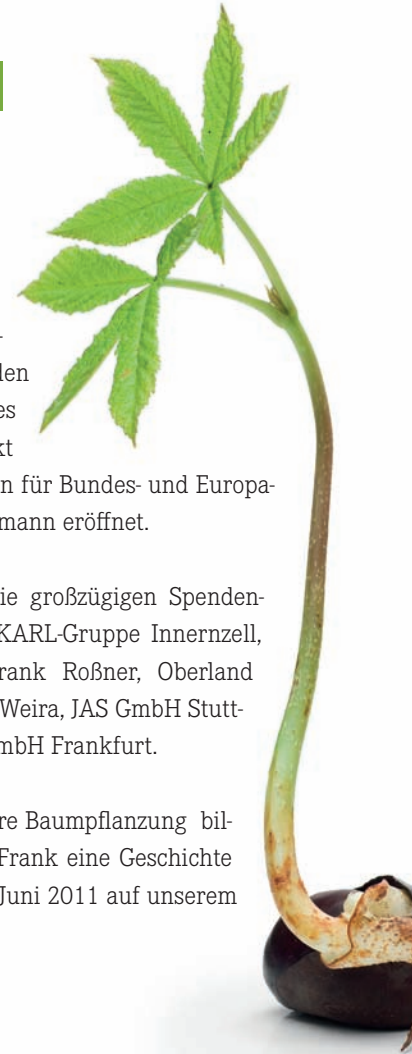 -
den
es
kt
n für Bundes- und Europa-
mann eröffnet.
ie großzügigen Spenden-
KARL-Gruppe Innernzell,
rank Roßner, Oberland
Weira, JAS GmbH Stutt-
mbH Frankfurt.
re Baumpflanzung bil-
Frank eine Geschichte
Juni 2011 auf unserem